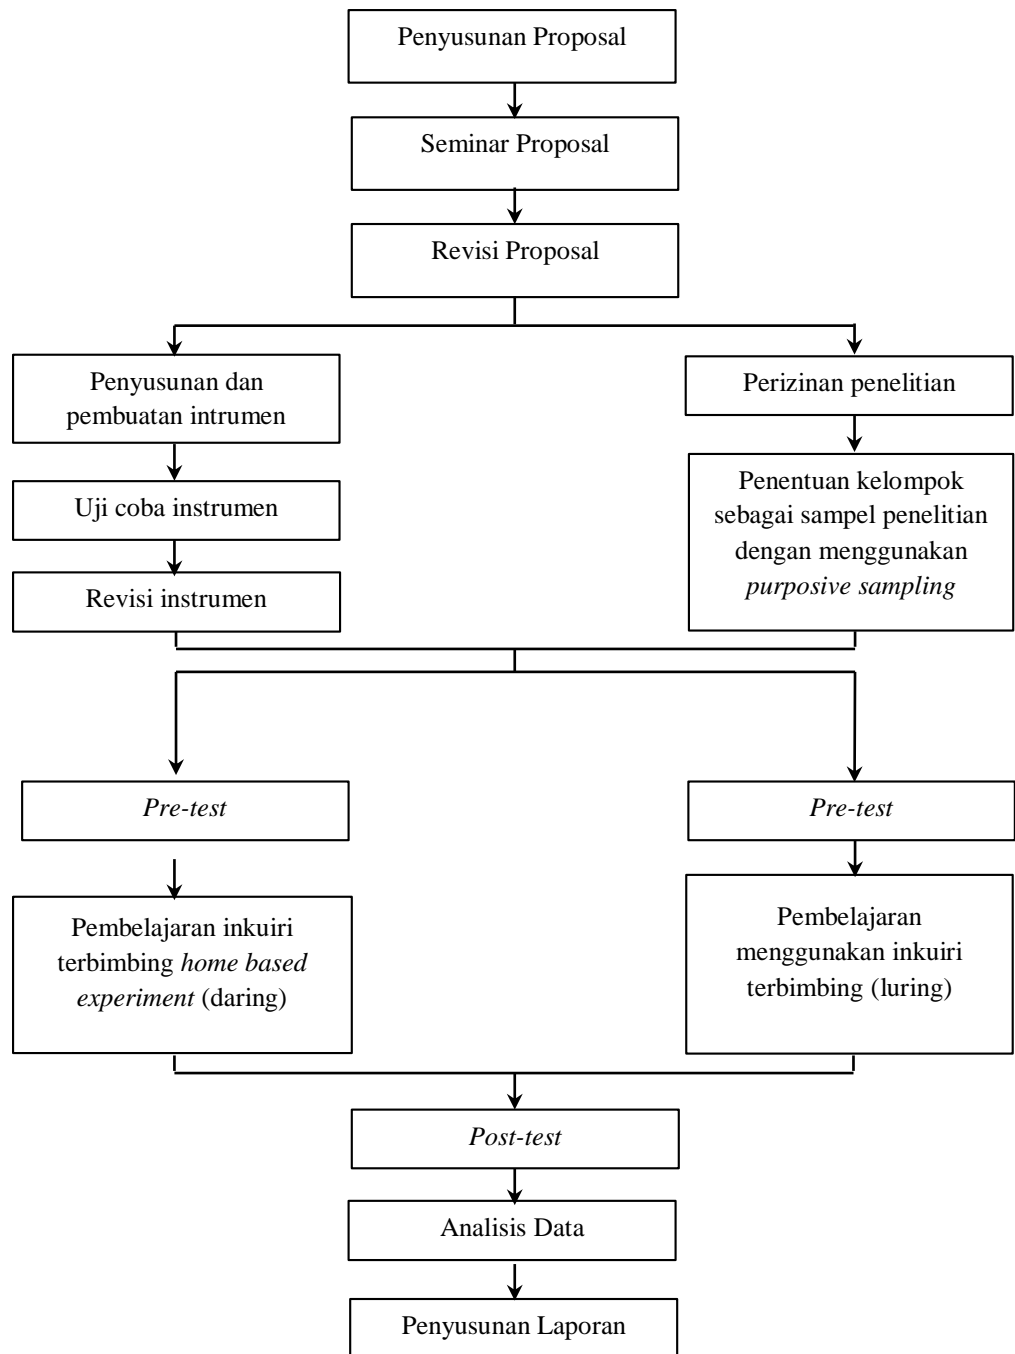 Penyusunan Proposal
Seminar Proposal
Revisi Proposal
Penyusunan dan
pembuatan intrumen
Perizinan penelitian
Uji coba instrumen
Penentuan kelompok
sebagai sampel penelitian
dengan menggunakan
purposive sampling
Revisi instrumen
Pre-test
Pre-test
Pembelajaran inkuiri
terbimbing home based
experiment (daring)
Pembelajaran
menggunakan inkuiri
terbimbing (luring)
Post-test
Analisis Data
Penyusunan Laporan